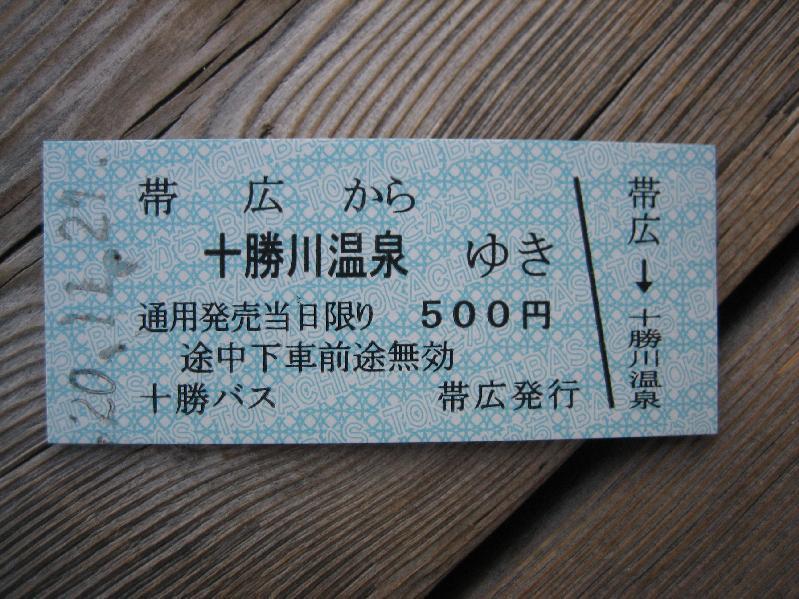 帯広から
十勝川温泉 ゆき
通用発売当日限り 500円
途中下車前途無効
十勝バス 帯広発行
帯広→十勝川温泉